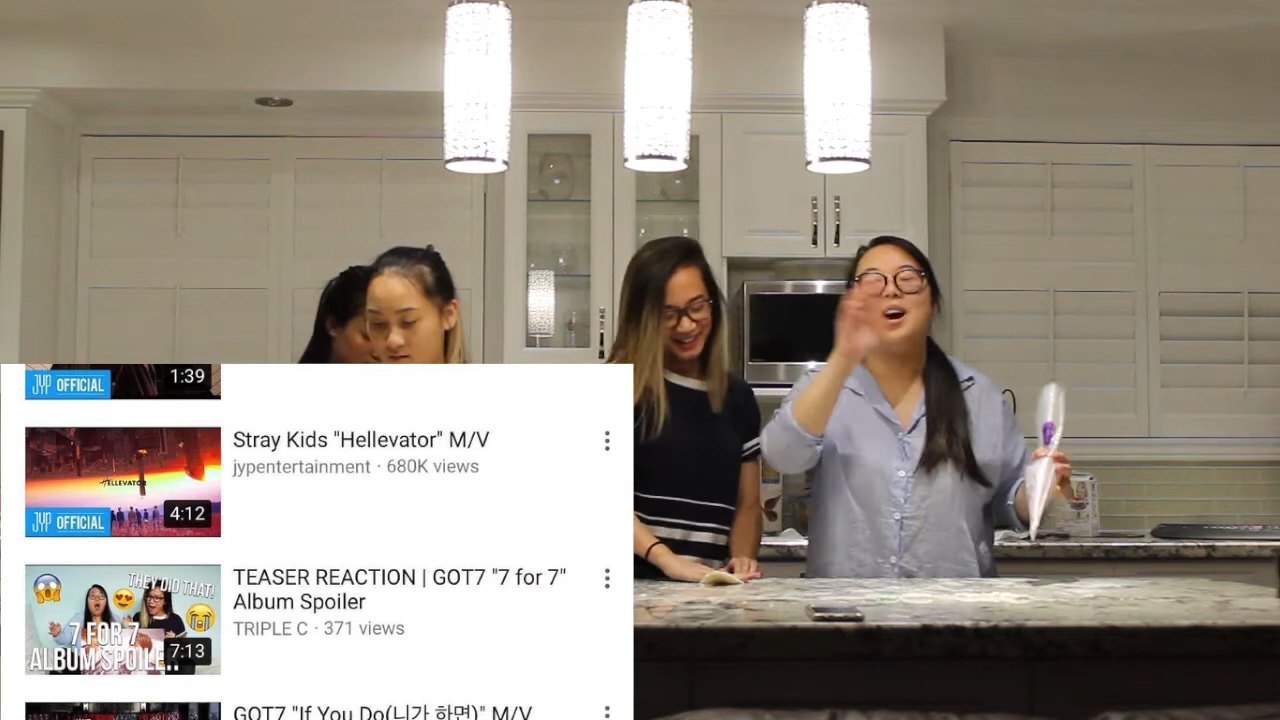 JYP OFFICIAL
1:39
Stray Kids "Hellevator" M/V
jypentertainment · 680K views
HELLEVATOR
JYP OFFICIAL
4:12
TEASER REACTION | GOT7 "7 for 7"
Album Spoiler
TRIPLE C · 371 views
THEY DID THAT!
7 FOR 7
ALBUM SPOILE..
7:13
GOT7 "If You Do(니가 하면)" M/V